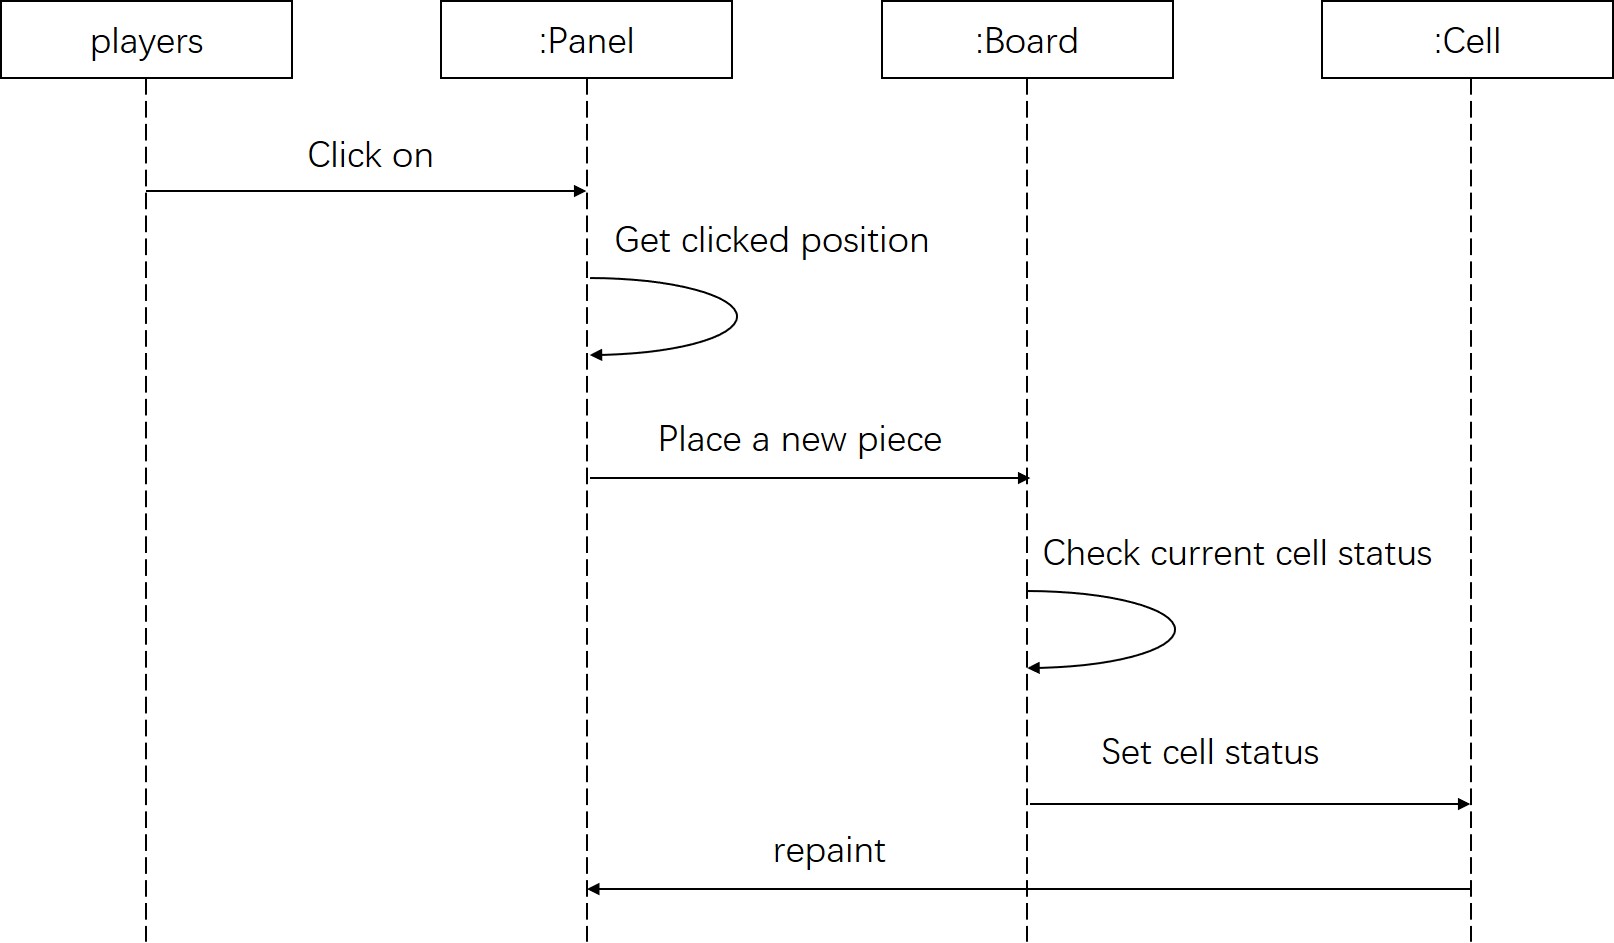 players
:Panel
:Board
:Cell
Click on
Get clicked position
Place a new piece
Check current cell status
Set cell status
repaint